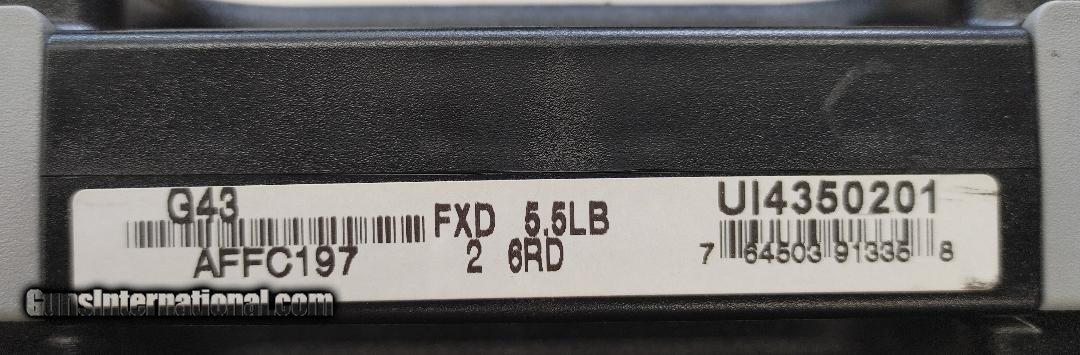 G43
AFFC197
FXD 5.5LB
2 6RD
UI4350201
7 64503 91335 8
GunsInternational.com